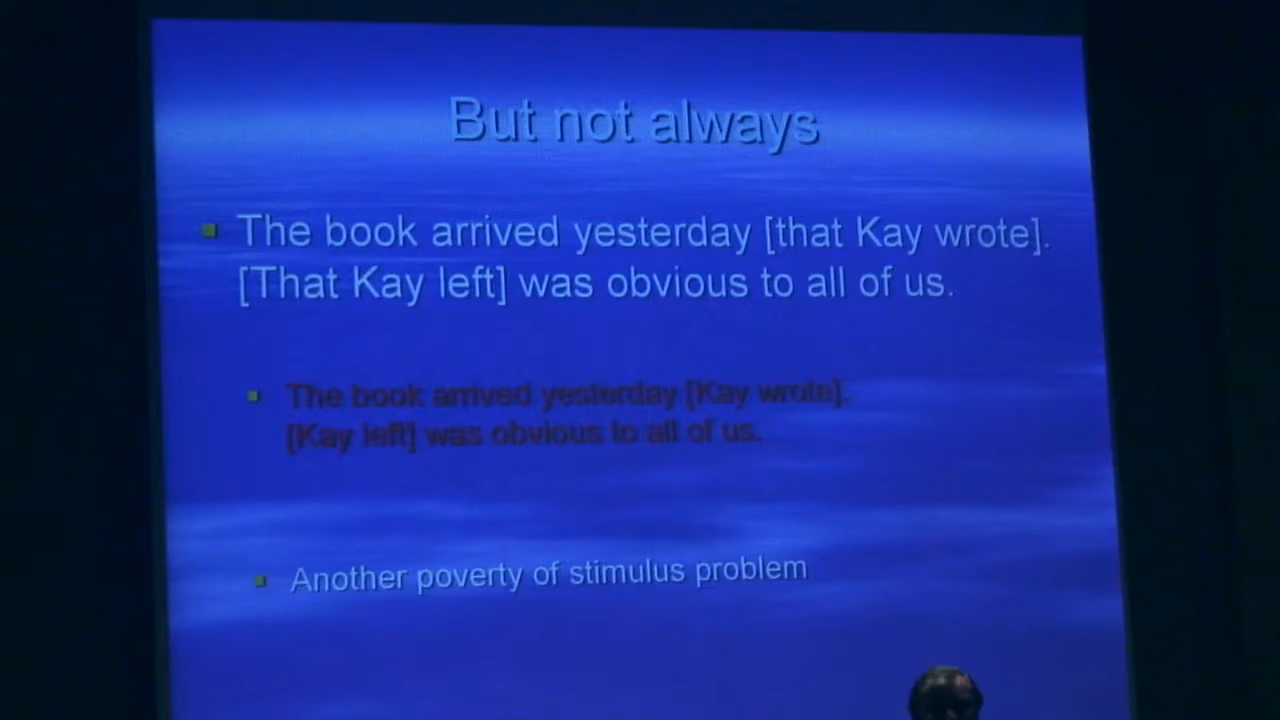 But not always
The book arrived yesterday [that Kay wrote].
[That Kay left] was obvious to all of us.
The book arrived yesterday [Kay wrote].
[Kay left] was obvious to all of us.
Another poverty of stimulus problem